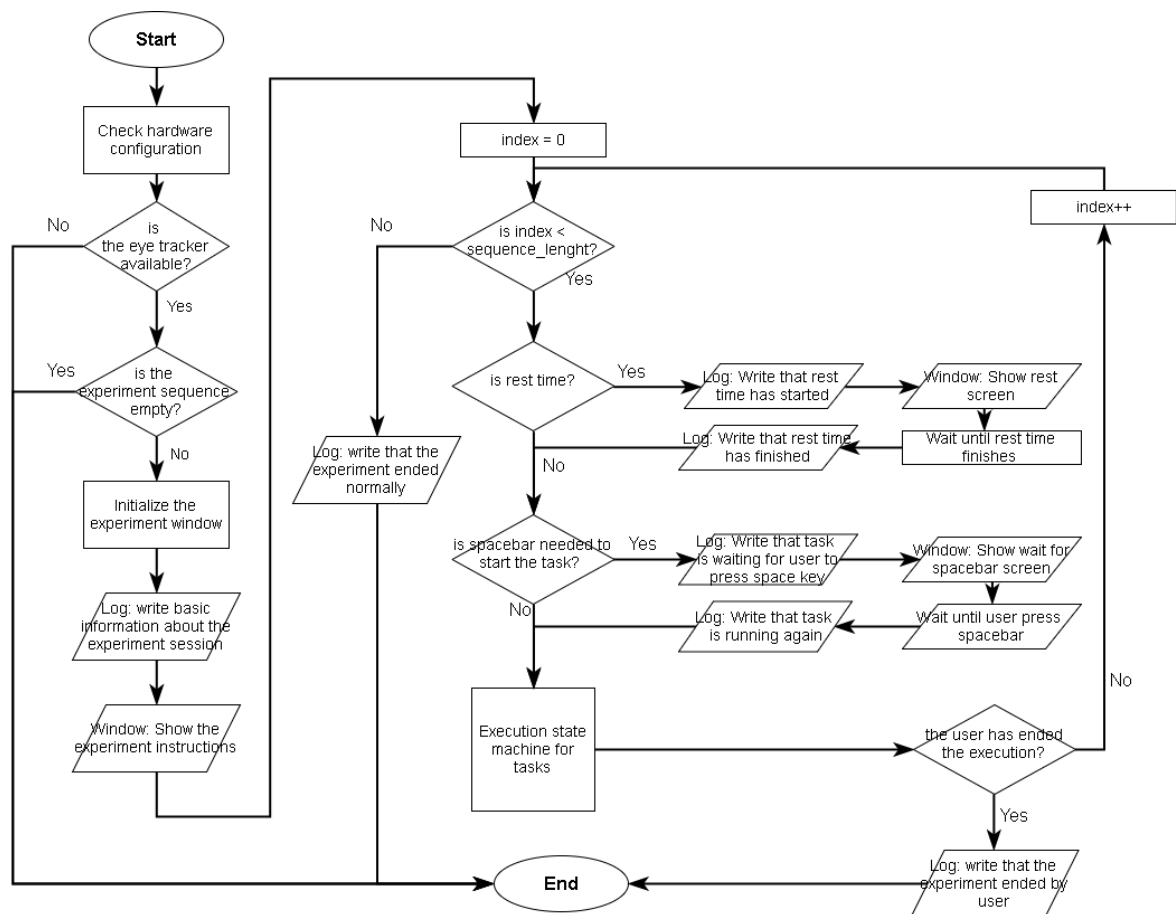 Start
Check hardware
configuration
No
is
the eye tracker
available?
Yes
Yes
is the
experiment sequence
empty?
No
Initialize the
experiment window
Log: write basic
information about the
experiment session
Window: Show the
experiment instructions
index = 0
index++
No
is index <
sequence_lenght?
Yes
is rest time?
Yes
Log: Write that rest
time has started
Window: Show rest
screen
Wait until rest time
finishes
Log: Write that rest time
has finished
No
Log: write that the
experiment ended
normally
is spacebar needed to
start the task?
Yes
Log: Write that task
is waiting for user to
press space key
Window: Show wait for
spacebar screen
Wait until user press
spacebar
Log: Write that task
is running again
No
Execution state
machine for
tasks
the user has ended
the execution?
No
Yes
Log: write that the
experiment ended by
user
End